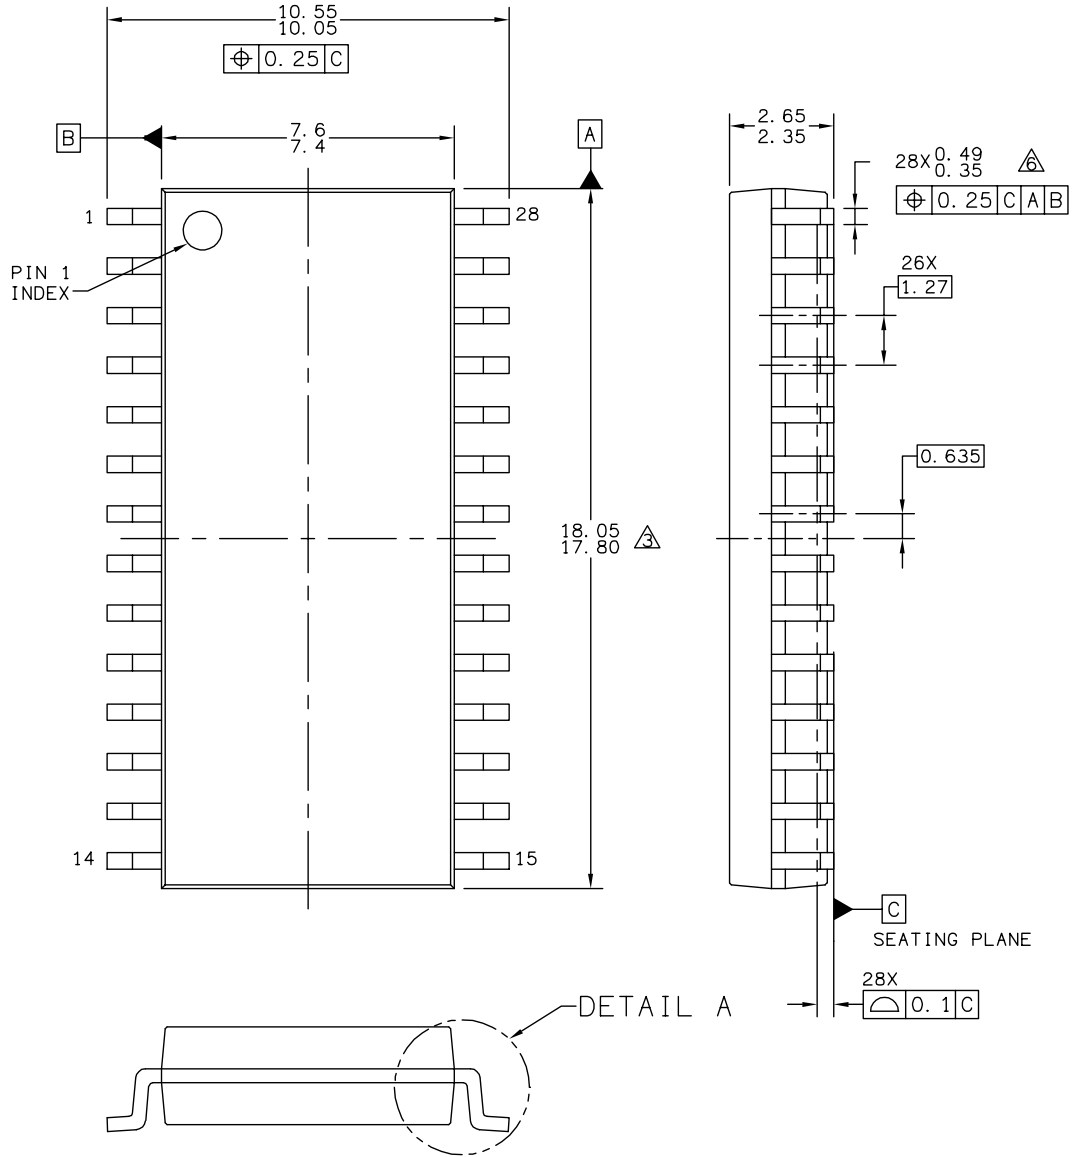 10.55
10.05
0.25 C
B
7.6
7.4
A
2.65
2.35
28X 0.49
0.35
6
0.25 C A B
1
28
PIN 1
INDEX
26X
1.27
0.635
18.05
17.80
3
14
15
C
SEATING PLANE
28X
0.1 C
DETAIL A